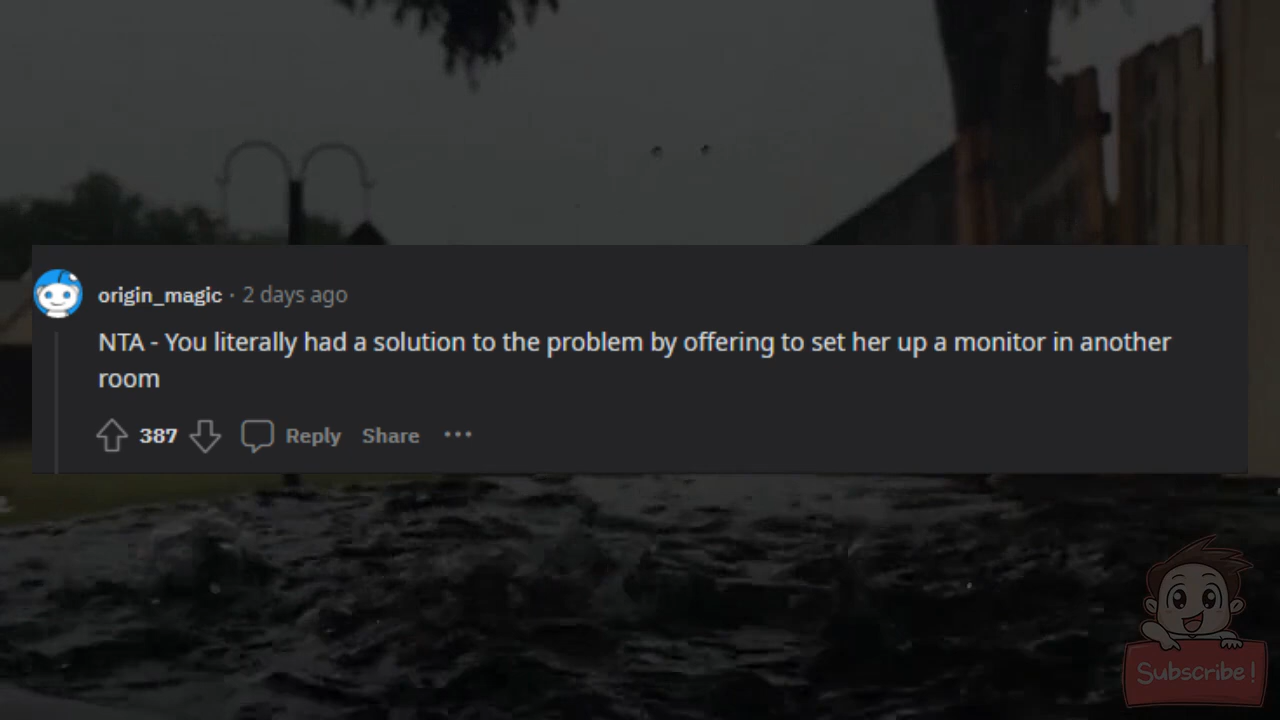 origin_magic · 2 days ago
NTA - You literally had a solution to the problem by offering to set her up a monitor in another
room
387 Reply Share ···
Subscribe!